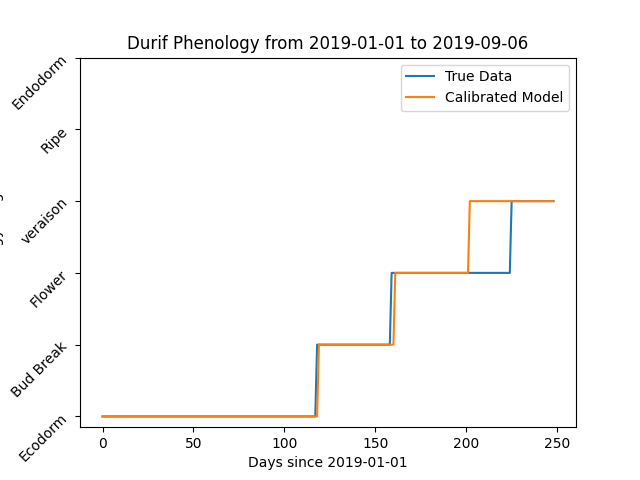 Durif Phenology from 2019-01-01 to 2019-09-06
True Data
Calibrated Model
Endodorm
Ripe
veraison
Flower
Bud Break
Ecodorm
0 50 100 150 200 250
Days since 2019-01-01